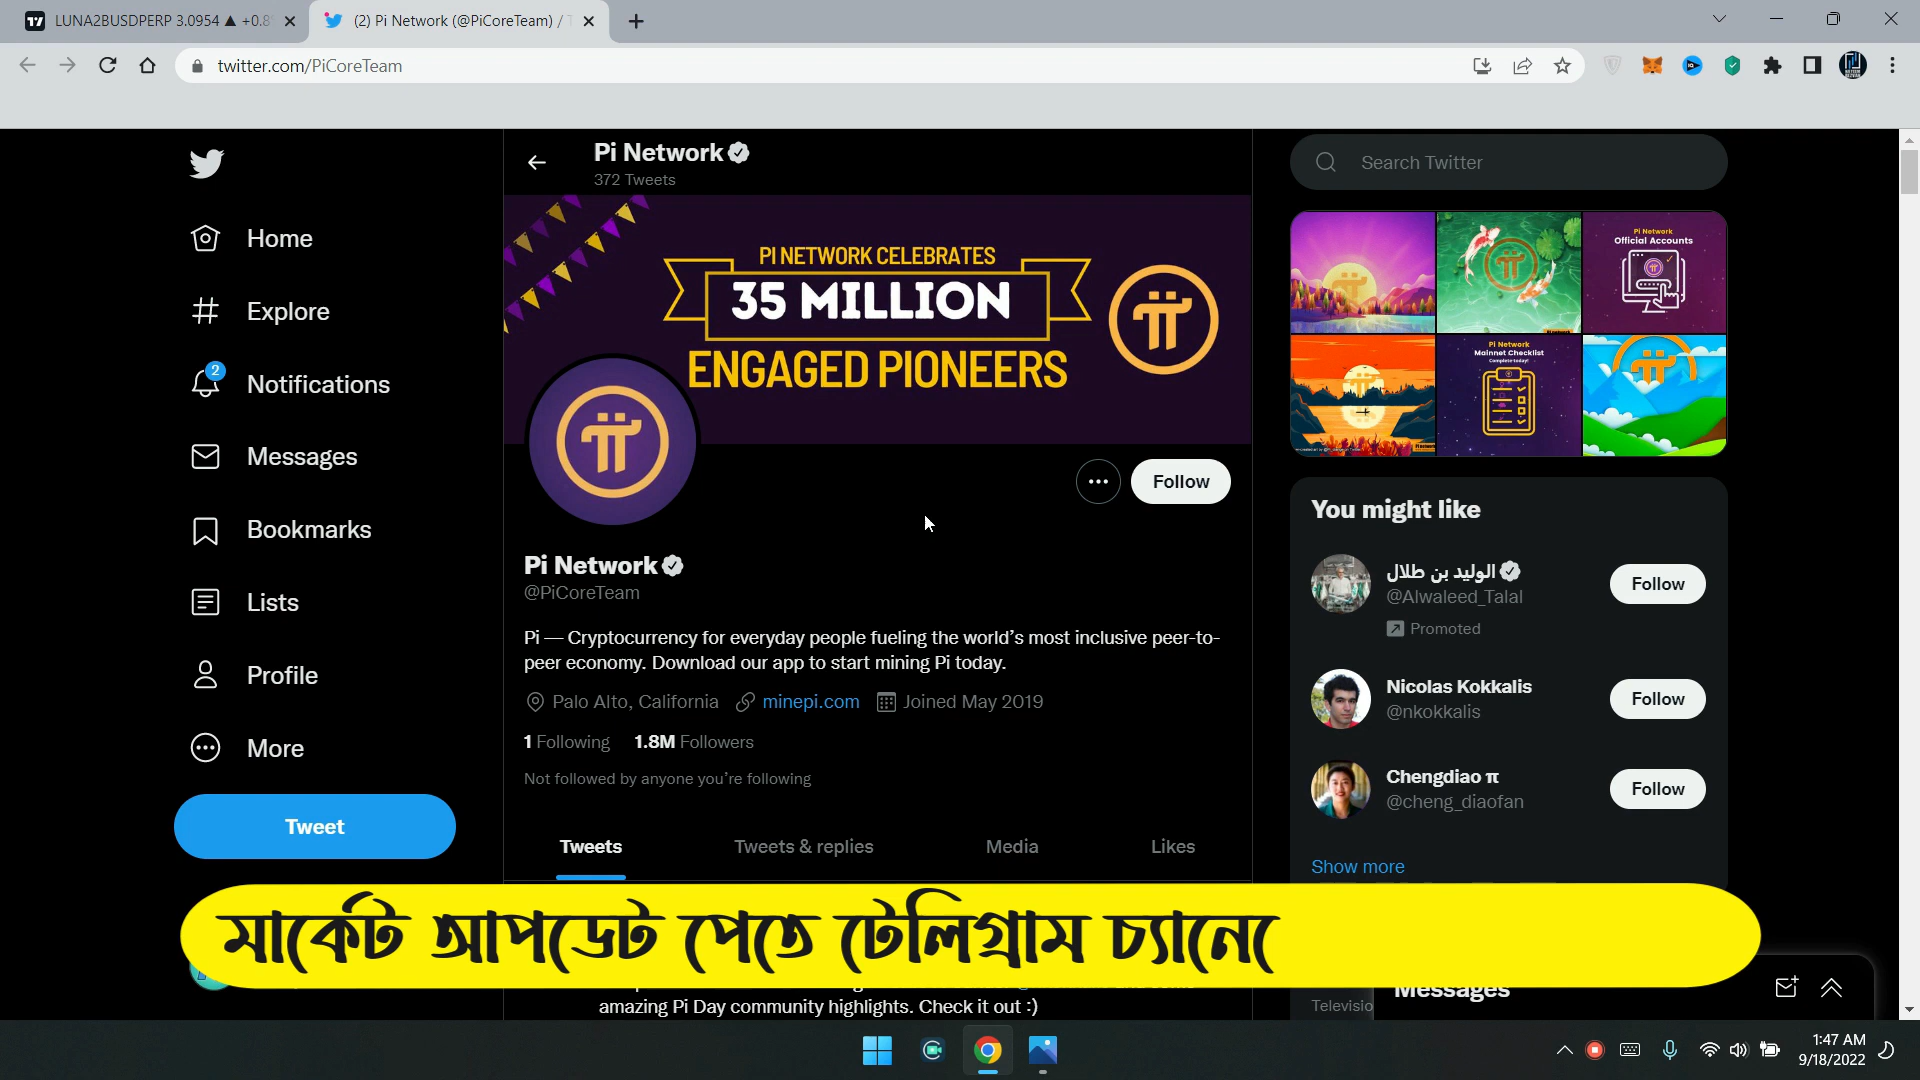 LUNA2BUSDPERP 3.0954 ▲ +0.8
(2) Pi Network (@PiCoreTeam) /
twitter.com/PiCoreTeam
Pi Network
372 Tweets
Search Twitter
Home
Explore
2
Notifications
Messages
Bookmarks
Lists
Profile
More
Tweet
PI NETWORK CELEBRATES
35 MILLION
ENGAGED PIONEERS
Follow
Pi Network
@PiCoreTeam
Pi — Cryptocurrency for everyday people fueling the world’s most inclusive peer-to-
peer economy. Download our app to start mining Pi today.
Palo Alto, California minepi.com Joined May 2019
1 Following 1.8M Followers
Not followed by anyone you’re following
Tweets Tweets & replies Media Likes
amazing Pi Day community highlights. Check it out :)
Pi Network
Official Accounts
Pi Network
Mainnet Checklist
Complete today!
You might like
الوليد بن طلال
@Alwaleed_Talal
Promoted
Follow
Nicolas Kokkalis
@nkokkalis
Follow
Chengdiao π
@cheng_diaofan
Follow
Show more
মার্কেট আপডেট পেতে টেলিগ্রাম চ্যানেে
Messages
Televisio
1:47 AM
9/18/2022